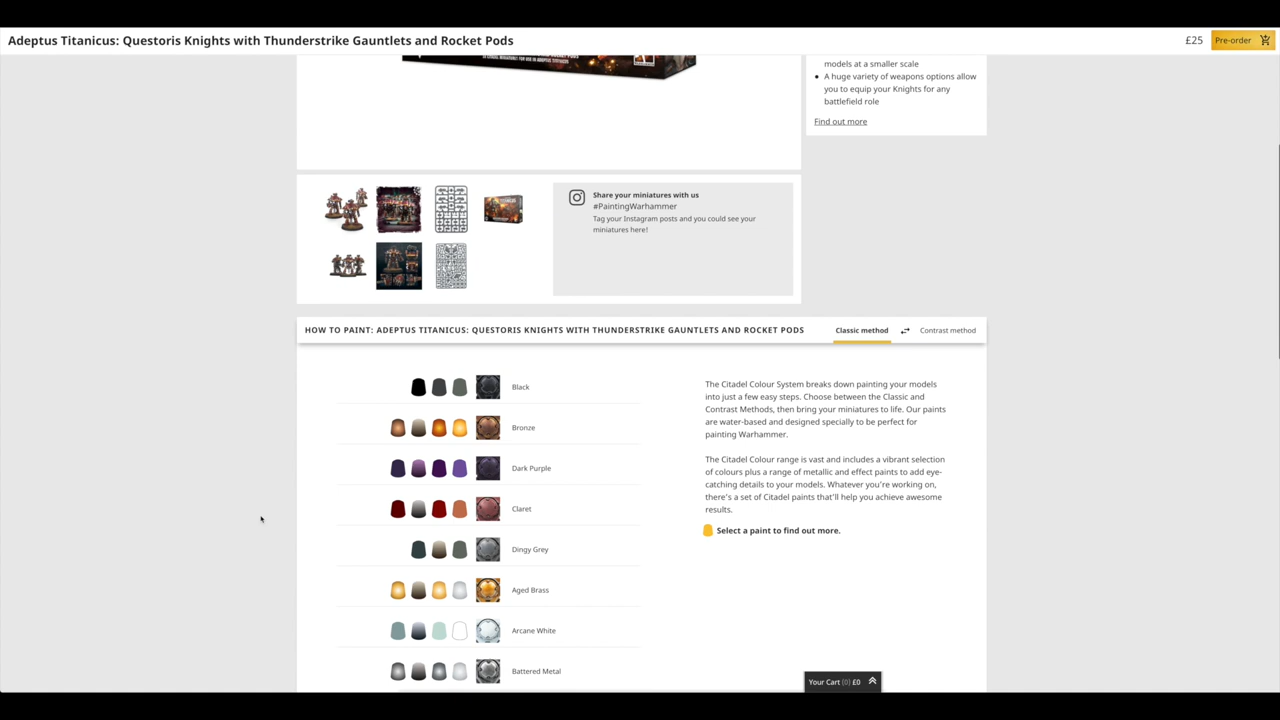 Adeptus Titanicus: Questoris Knights with Thunderstrike Gauntlets and Rocket Pods
£25
Pre-order
models at a smaller scale
A huge variety of weapons options allow
you to equip your Knights for any
battlefield role
Find out more
Share your miniatures with us
#PaintingWarhammer
Tag your Instagram posts and you could see your
miniatures here!
HOW TO PAINT: ADEPTUS TITANICUS: QUESTORIS KNIGHTS WITH THUNDERSTRIKE GAUNTLETS AND ROCKET PODS
Classic method
Contrast method
Black
Bronze
Dark Purple
Claret
Dingy Grey
Aged Brass
Arcane White
Battered Metal
The Citadel Colour System breaks down painting your models
into just a few easy steps. Choose between the Classic and
Contrast Methods, then bring your miniatures to life. Our paints
are water-based and designed specially to be perfect for
painting Warhammer.
The Citadel Colour range is vast and includes a vibrant selection
of colours plus a range of metallic and effect paints to add eye-
catching details to your models. Whatever you're working on,
there's a set of Citadel paints that'll help you achieve awesome
results.
Select a paint to find out more.
Your Cart (0) £0